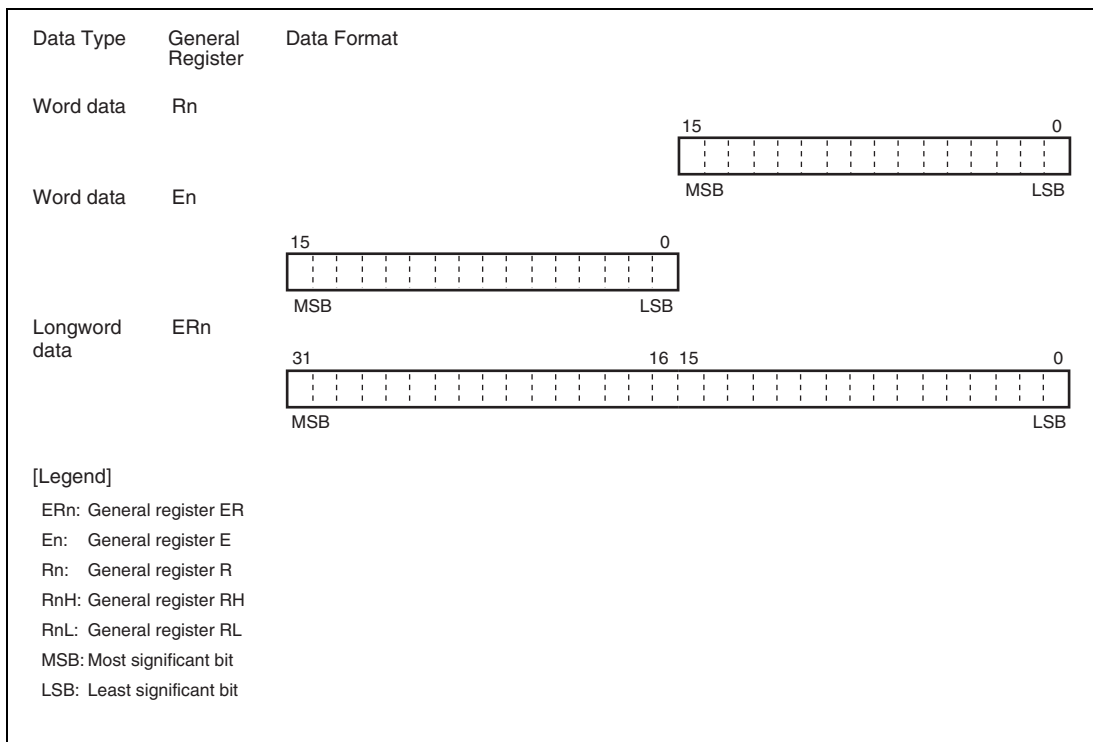 Data Type General Register Data Format
Word data Rn
15 0
MSB LSB
Word data En
15 0
MSB LSB
Longword data ERn
31 16 15 0
MSB LSB
[Legend]
ERn: General register ER
En: General register E
Rn: General register R
RnH: General register RH
RnL: General register RL
MSB: Most significant bit
LSB: Least significant bit